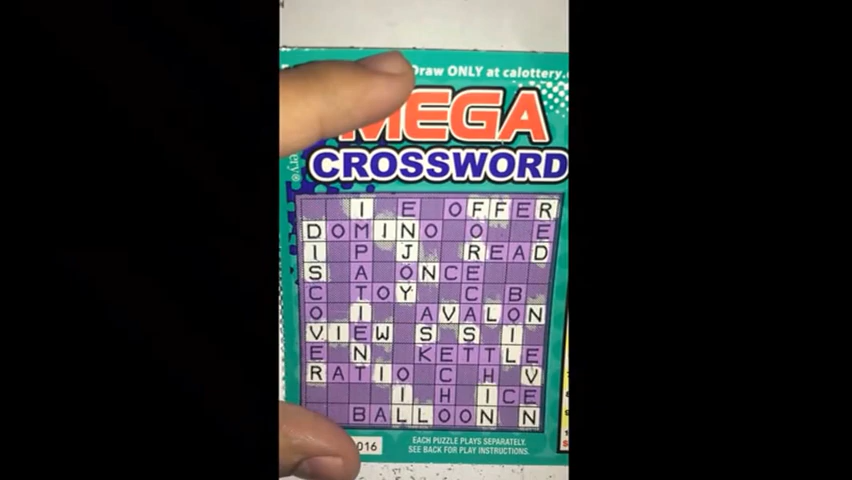 Draw ONLY at calottery.
MEGA
CROSSWORD
I E OFFER
DOMINO O E
I P J READ
S A ONCE
C TOY C B
O I AVALON
VIEW S S I
E N KETTLE
RATIO C H V
I H ICE
BALLOON N
016
EACH PUZZLE PLAYS SEPARATELY.
SEE BACK FOR PLAY INSTRUCTIONS.